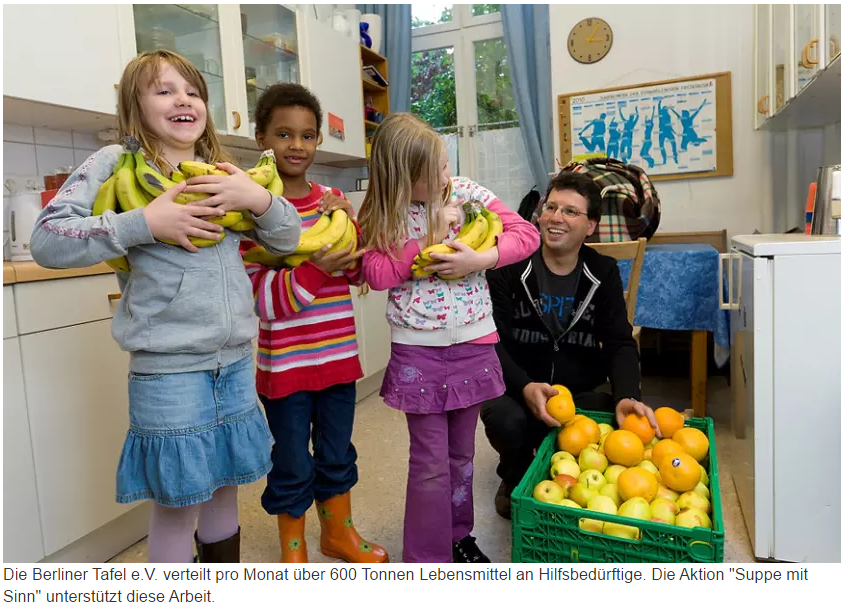 2010
Die Berliner Tafel e.V. verteilt pro Monat über 600 Tonnen Lebensmittel an Hilfsbedürftige. Die Aktion "Suppe mit
Sinn" unterstützt diese Arbeit.